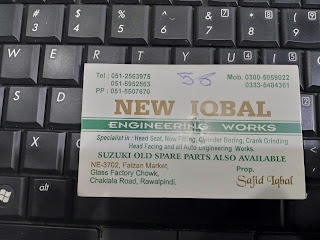 Tel : 051-2563975
051-5952563
PP : 051-5507670
Mob. 0300-5059022
0333-5484361
NEW IQBAL
ENGINEERING WORKS
Specialist in : Head Seat, New Fitting, Cylinder Boring, Crank Grinding
Head Facing and all Auto Engineering Works.
SUZUKI OLD SPARE PARTS ALSO AVAILABLE
NE-3702, Faizan Market,
Glass Factory Chowk,
Chaklala Road, Rawalpindi.
Prop.
Sajid Iqbal